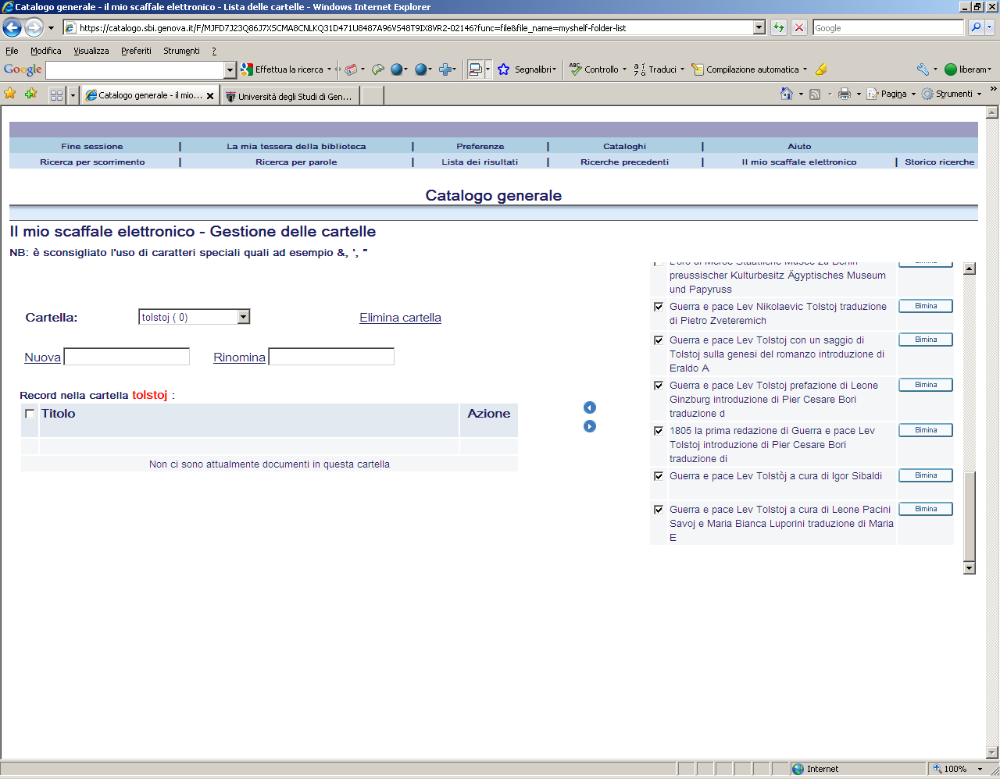 Catalogo generale - il mio scaffale elettronico - Lista delle cartelle - Windows Internet Explorer
https://catalogo.sbi.genova.it/F/MJFD7J23Q86J7XSCMA8CNLKQ31D471U8487A96VS48T9IX8VR2-02146?func=file&file_name=myshelf-folder-list
Google
File Modifica Visualizza Preferiti Strumenti ?
Google Effettua la ricerca Segnalibri Controllo Traduci Compilazione automatica liberam
Catalogo generale - il mio... Università degli Studi di Gen... Pagina Strumenti »
Fine sessione | La mia tessera della biblioteca | Preferenze | Cataloghi | Aiuto
Ricerca per scorrimento | Ricerca per parole | Lista dei risultati | Ricerche precedenti | Il mio scaffale elettronico | Storico ricerche
Catalogo generale
Il mio scaffale elettronico - Gestione delle cartelle
NB: è sconsigliato l'uso di caratteri speciali quali ad esempio &, ', "
Cartella: tolstoj ( 0) Elimina cartella
Nuova Rinomina
Record nella cartella tolstoj :
Titolo Azione
Non ci sono attualmente documenti in questa cartella
L'oro di Meroe Staatliche Musee zu Berlin Elimina
preussischer Kulturbesitz Ägyptisches Museum
und Papyruss
Guerra e pace Lev Nikolaevic Tolstoj traduzione Elimina
di Pietro Zveteremich
Guerra e pace Lev Tolstoj con un saggio di Elimina
Tolstoj sulla genesi del romanzo introduzione di
Eraldo A
Guerra e pace Lev Tolstoj prefazione di Leone Elimina
Ginzburg introduzione di Pier Cesare Bori
traduzione d
1805 la prima redazione di Guerra e pace Lev Elimina
Tolstoj introduzione di Pier Cesare Bori
traduzione di
Guerra e pace Lev Tolstòj a cura di Igor Sibaldi Elimina
Guerra e pace Lev Tolstoj a cura di Leone Pacini Elimina
Savoj e Maria Bianca Luporini traduzione di Maria
E
Internet 100%